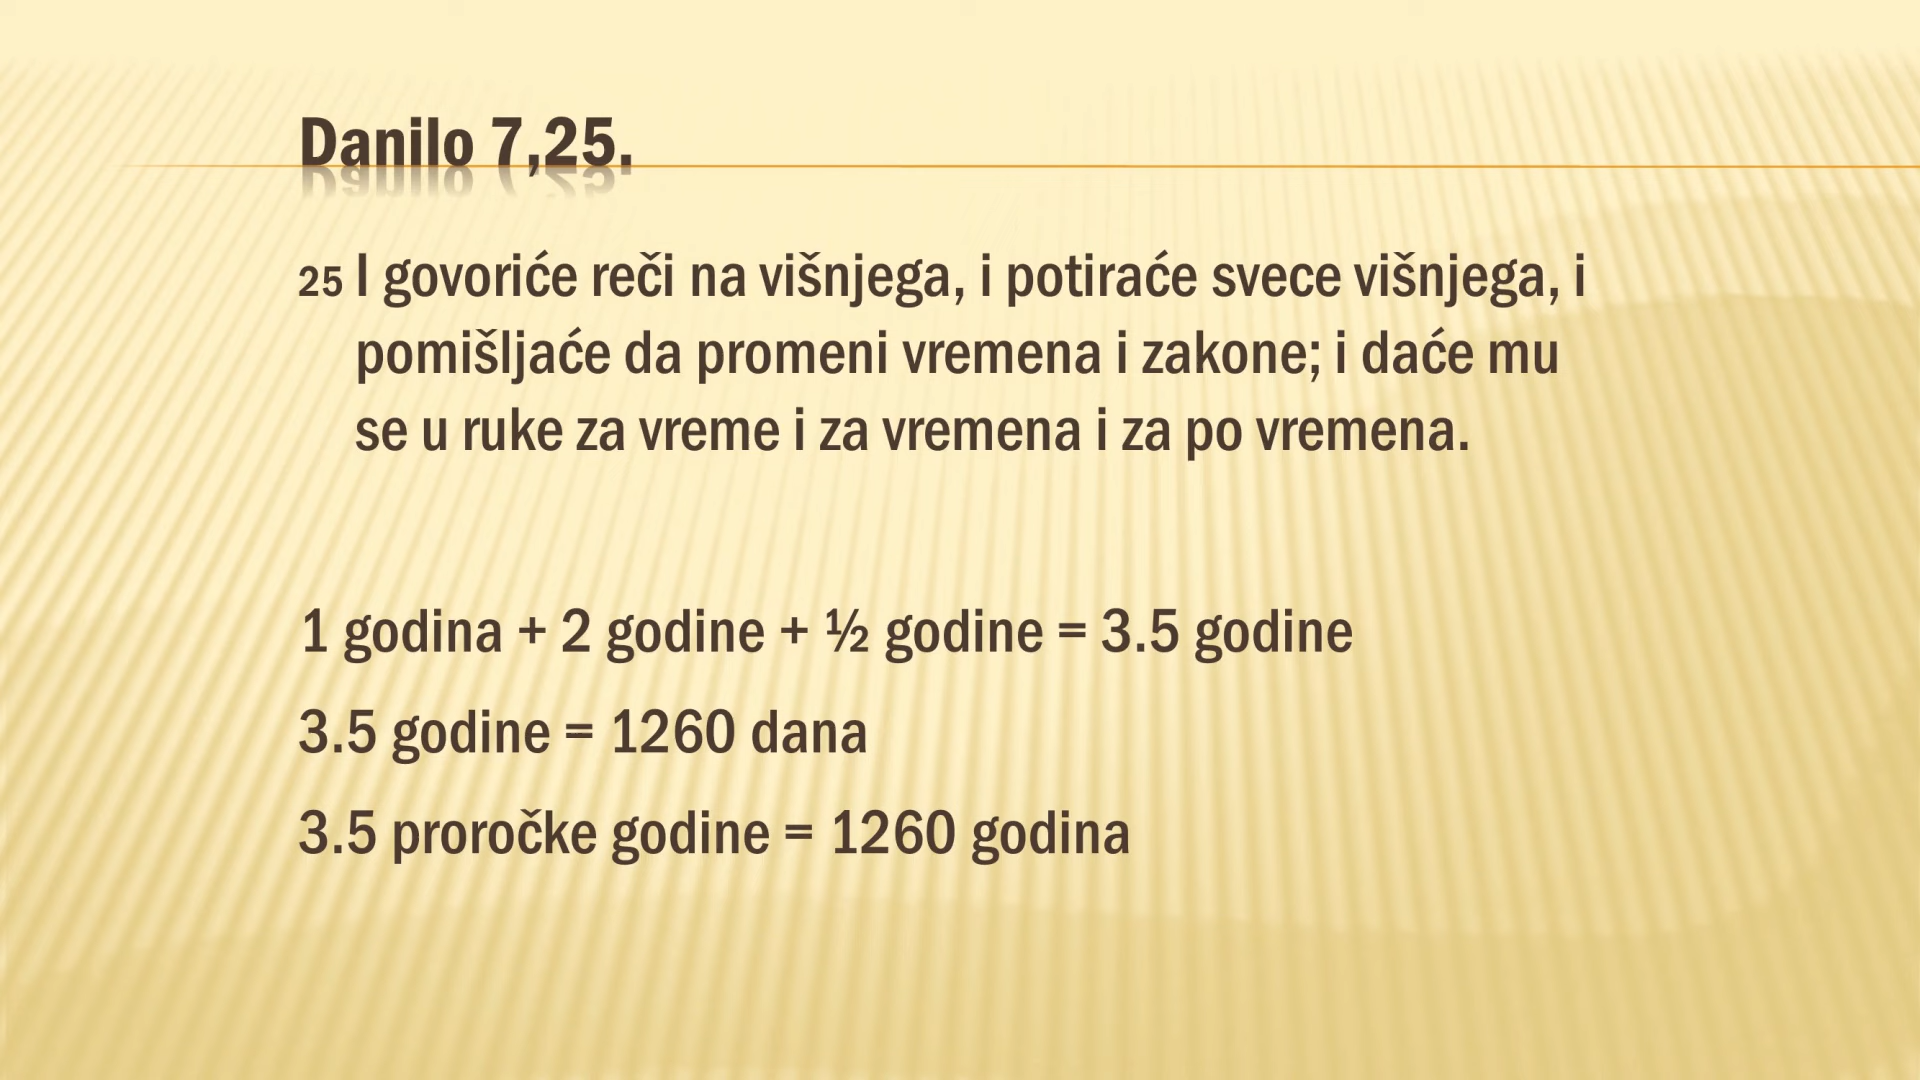 Danilo 7,25.
25 I govoriće reči na višnjega, i potiraće svece višnjega, i
pomišljaće da promeni vremena i zakone; i daće mu
se u ruke za vreme i za vremena i za po vremena.
1 godina + 2 godine + ½ godine = 3.5 godine
3.5 godine = 1260 dana
3.5 proročke godine = 1260 godina